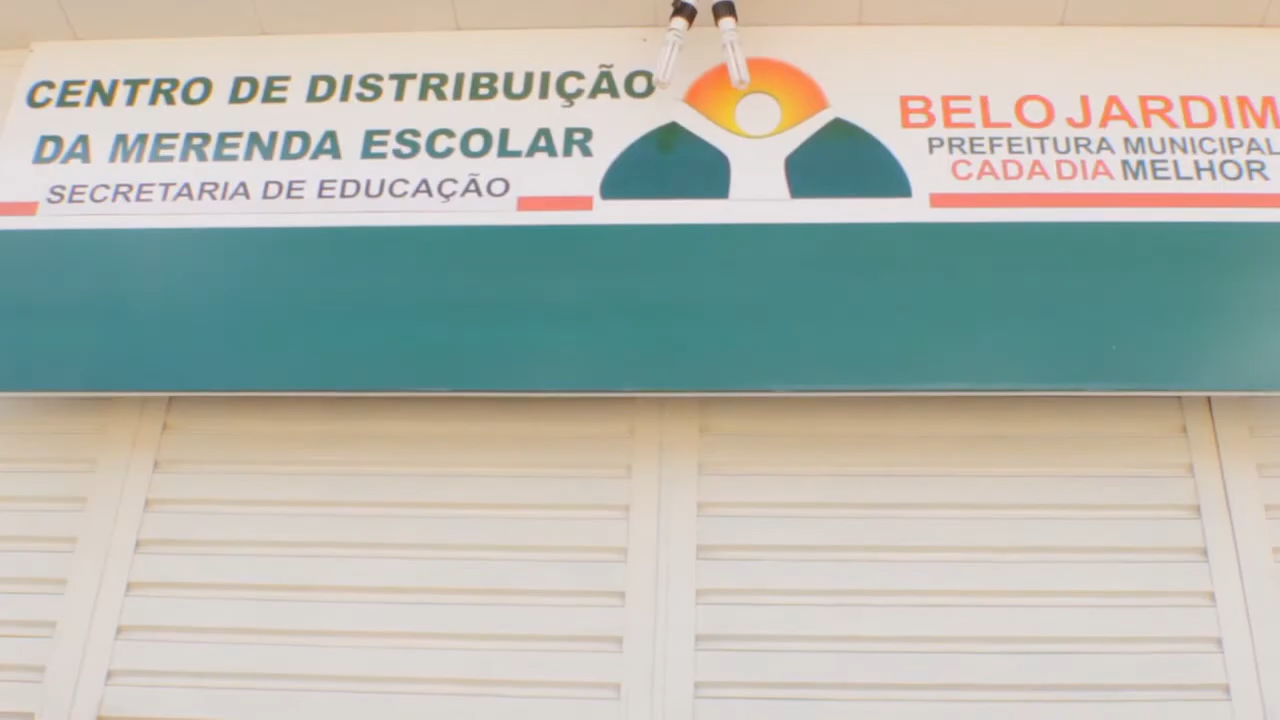 CENTRO DE DISTRIBUIÇÃO
DA MERENDA ESCOLAR
SECRETARIA DE EDUCAÇÃO
BELO JARDIM
PREFEITURA MUNICIPAL
CADA DIA MELHOR